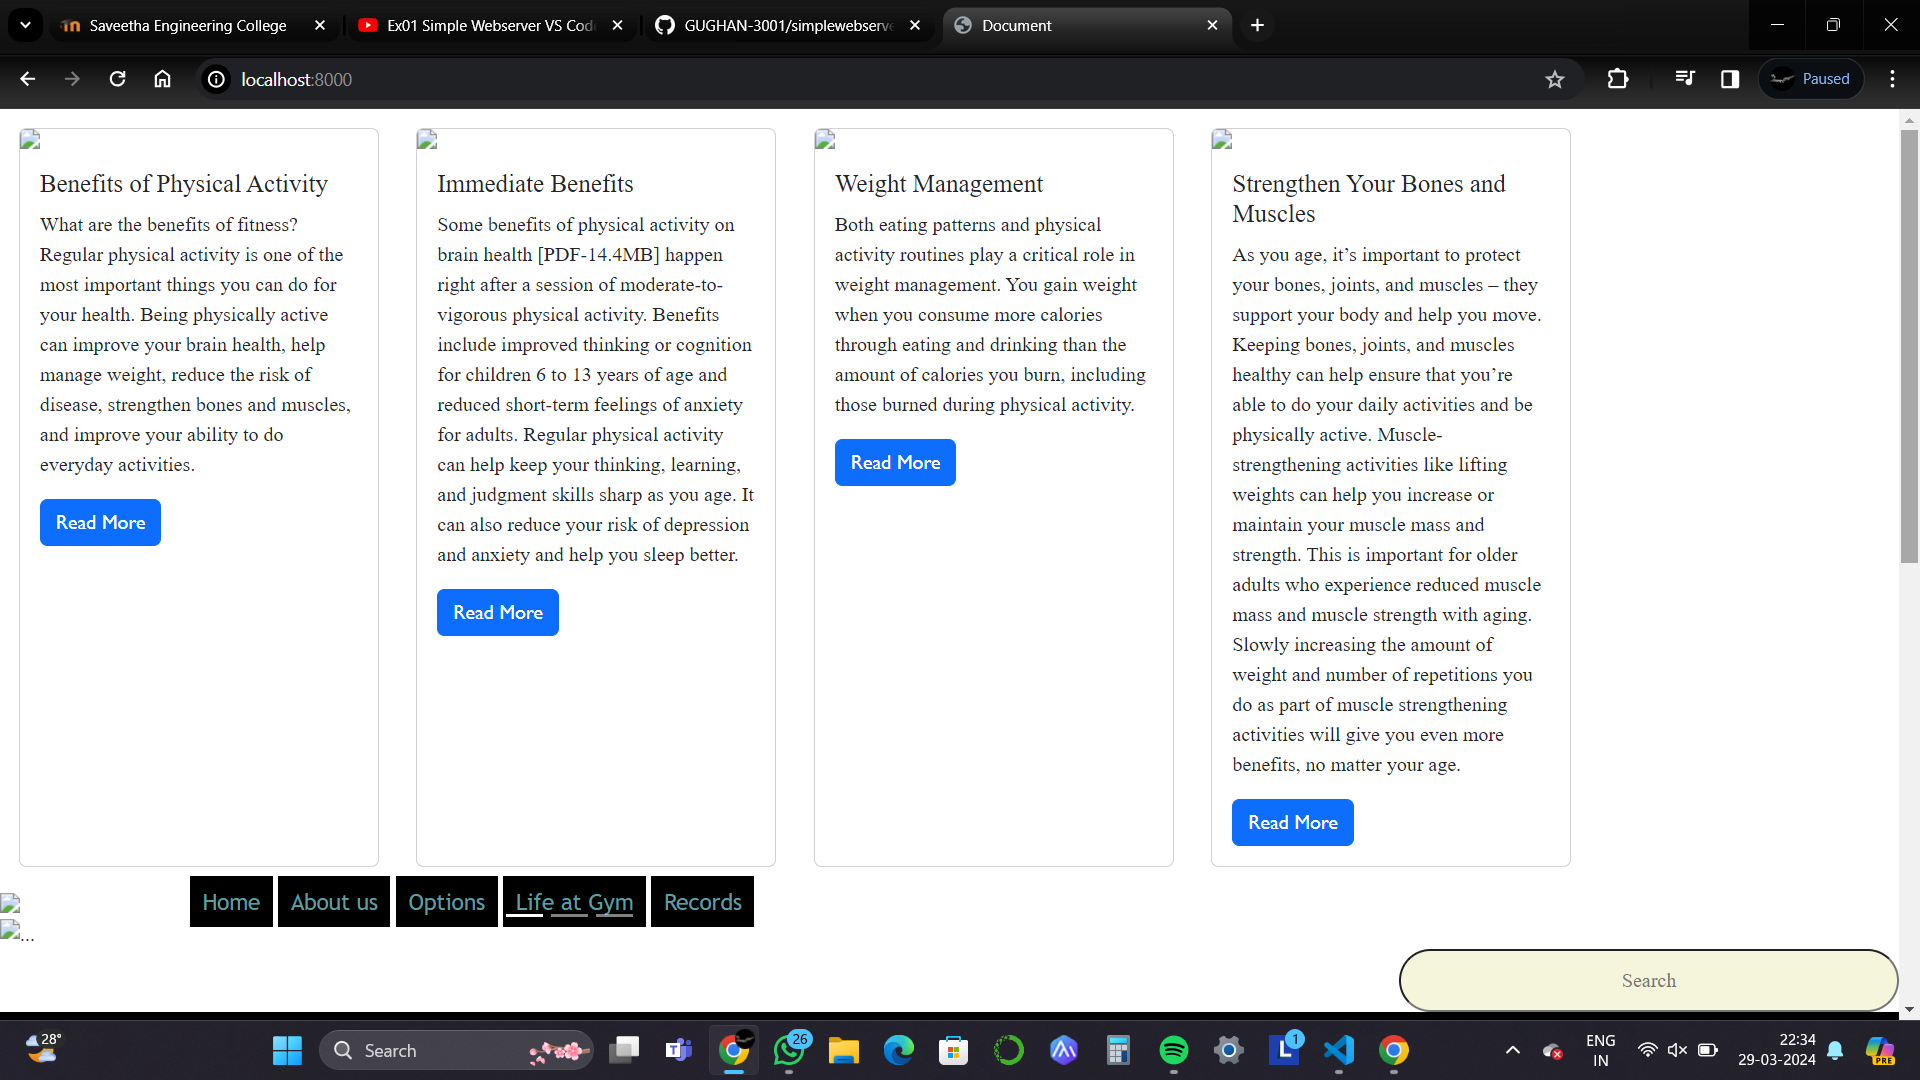 Saveetha Engineering College
Ex01 Simple Webserver VS Cod
GUGHAN-3001/simplewebserve
Document
localhost:8000
Paused
Benefits of Physical Activity
What are the benefits of fitness?
Regular physical activity is one of the
most important things you can do for
your health. Being physically active
can improve your brain health, help
manage weight, reduce the risk of
disease, strengthen bones and muscles,
and improve your ability to do
everyday activities.
Read More
Immediate Benefits
Some benefits of physical activity on
brain health [PDF-14.4MB] happen
right after a session of moderate-to-
vigorous physical activity. Benefits
include improved thinking or cognition
for children 6 to 13 years of age and
reduced short-term feelings of anxiety
for adults. Regular physical activity
can help keep your thinking, learning,
and judgment skills sharp as you age. It
can also reduce your risk of depression
and anxiety and help you sleep better.
Read More
Weight Management
Both eating patterns and physical
activity routines play a critical role in
weight management. You gain weight
when you consume more calories
through eating and drinking than the
amount of calories you burn, including
those burned during physical activity.
Read More
Strengthen Your Bones and
Muscles
As you age, it’s important to protect
your bones, joints, and muscles – they
support your body and help you move.
Keeping bones, joints, and muscles
healthy can help ensure that you’re
able to do your daily activities and be
physically active. Muscle-
strengthening activities like lifting
weights can help you increase or
maintain your muscle mass and
strength. This is important for older
adults who experience reduced muscle
mass and muscle strength with aging.
Slowly increasing the amount of
weight and number of repetitions you
do as part of muscle strengthening
activities will give you even more
benefits, no matter your age.
Read More
Home
About us
Options
Life at Gym
Records
...
Search
28°
Search
26
1
ENG
IN
22:34
29-03-2024
PRE